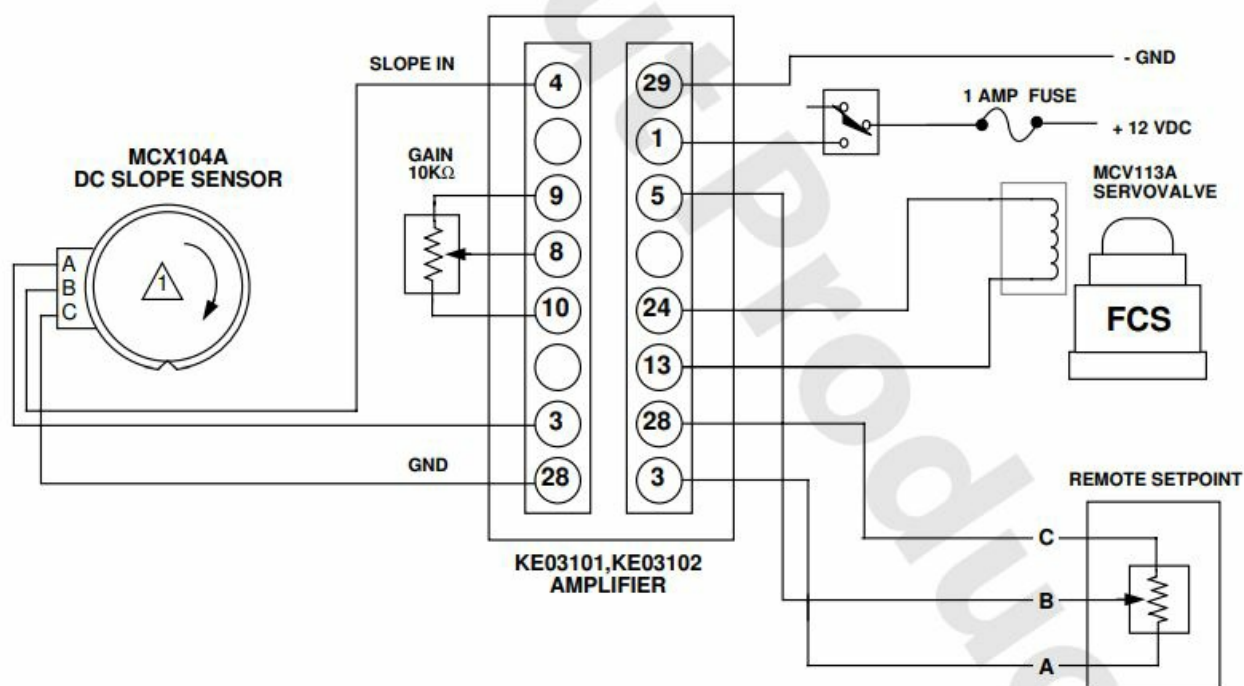 SLOPE IN
4
29
- GND
1 AMP FUSE
+ 12 VDC
1
MCX104A
DC SLOPE SENSOR
GAIN
10KΩ
9
5
MCV113A
SERVOVALVE
8
A
B
C
1
10
24
FCS
13
3
28
GND
28
3
REMOTE SETPOINT
KE03101,KE03102
AMPLIFIER
C
B
A